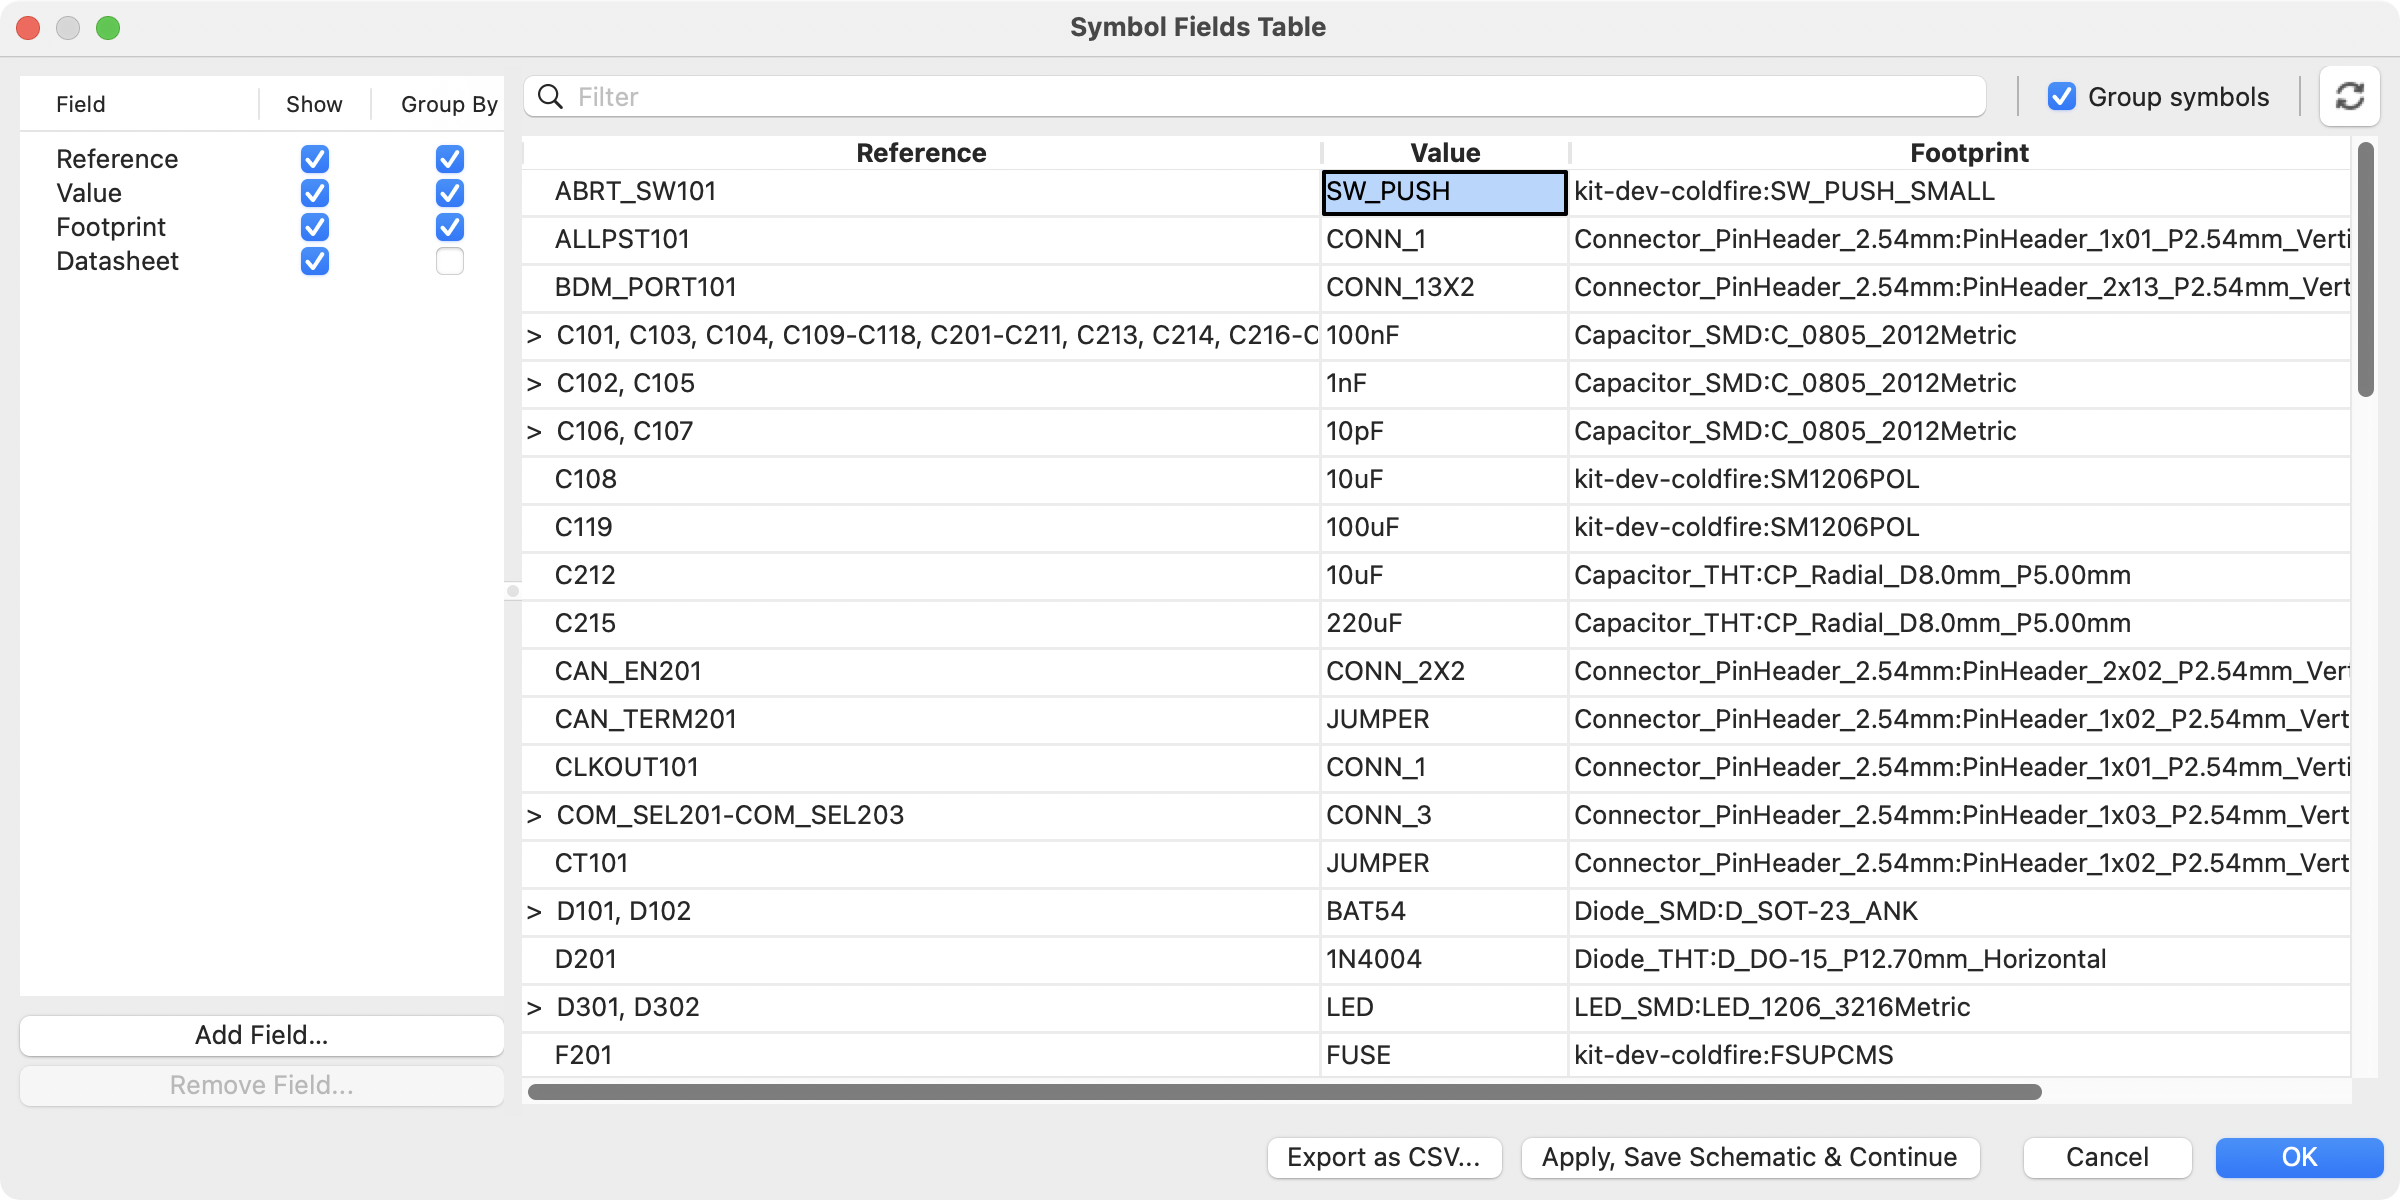 Symbol Fields Table
Field Show Group By
Reference
Value
Footprint
Datasheet
Add Field...
Remove Field...
Filter
Group symbols
Reference Value Footprint
ABRT_SW101 SW_PUSH kit-dev-coldfire:SW_PUSH_SMALL
ALLPST101 CONN_1 Connector_PinHeader_2.54mm:PinHeader_1x01_P2.54mm_Verti
BDM_PORT101 CONN_13X2 Connector_PinHeader_2.54mm:PinHeader_2x13_P2.54mm_Vert
> C101, C103, C104, C109-C118, C201-C211, C213, C214, C216-C 100nF Capacitor_SMD:C_0805_2012Metric
> C102, C105 1nF Capacitor_SMD:C_0805_2012Metric
> C106, C107 10pF Capacitor_SMD:C_0805_2012Metric
C108 10uF kit-dev-coldfire:SM1206POL
C119 100uF kit-dev-coldfire:SM1206POL
C212 10uF Capacitor_THT:CP_Radial_D8.0mm_P5.00mm
C215 220uF Capacitor_THT:CP_Radial_D8.0mm_P5.00mm
CAN_EN201 CONN_2X2 Connector_PinHeader_2.54mm:PinHeader_2x02_P2.54mm_Vert
CAN_TERM201 JUMPER Connector_PinHeader_2.54mm:PinHeader_1x02_P2.54mm_Vert
CLKOUT101 CONN_1 Connector_PinHeader_2.54mm:PinHeader_1x01_P2.54mm_Verti
> COM_SEL201-COM_SEL203 CONN_3 Connector_PinHeader_2.54mm:PinHeader_1x03_P2.54mm_Vert
CT101 JUMPER Connector_PinHeader_2.54mm:PinHeader_1x02_P2.54mm_Vert
> D101, D102 BAT54 Diode_SMD:D_SOT-23_ANK
D201 1N4004 Diode_THT:D_DO-15_P12.70mm_Horizontal
> D301, D302 LED LED_SMD:LED_1206_3216Metric
F201 FUSE kit-dev-coldfire:FSUPCMS
Export as CSV... Apply, Save Schematic & Continue Cancel OK